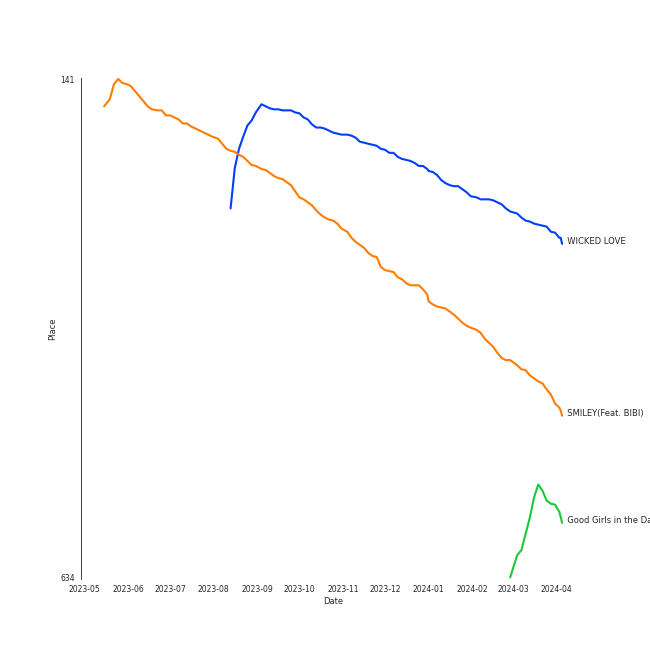 141
WICKED LOVE
Place
SMILEY(Feat. BIBI)
Good Girls in the Da
634
2023-05 2023-06 2023-07 2023-08 2023-09 2023-10 2023-11 2023-12 2024-01 2024-02 2024-03 2024-04
Date